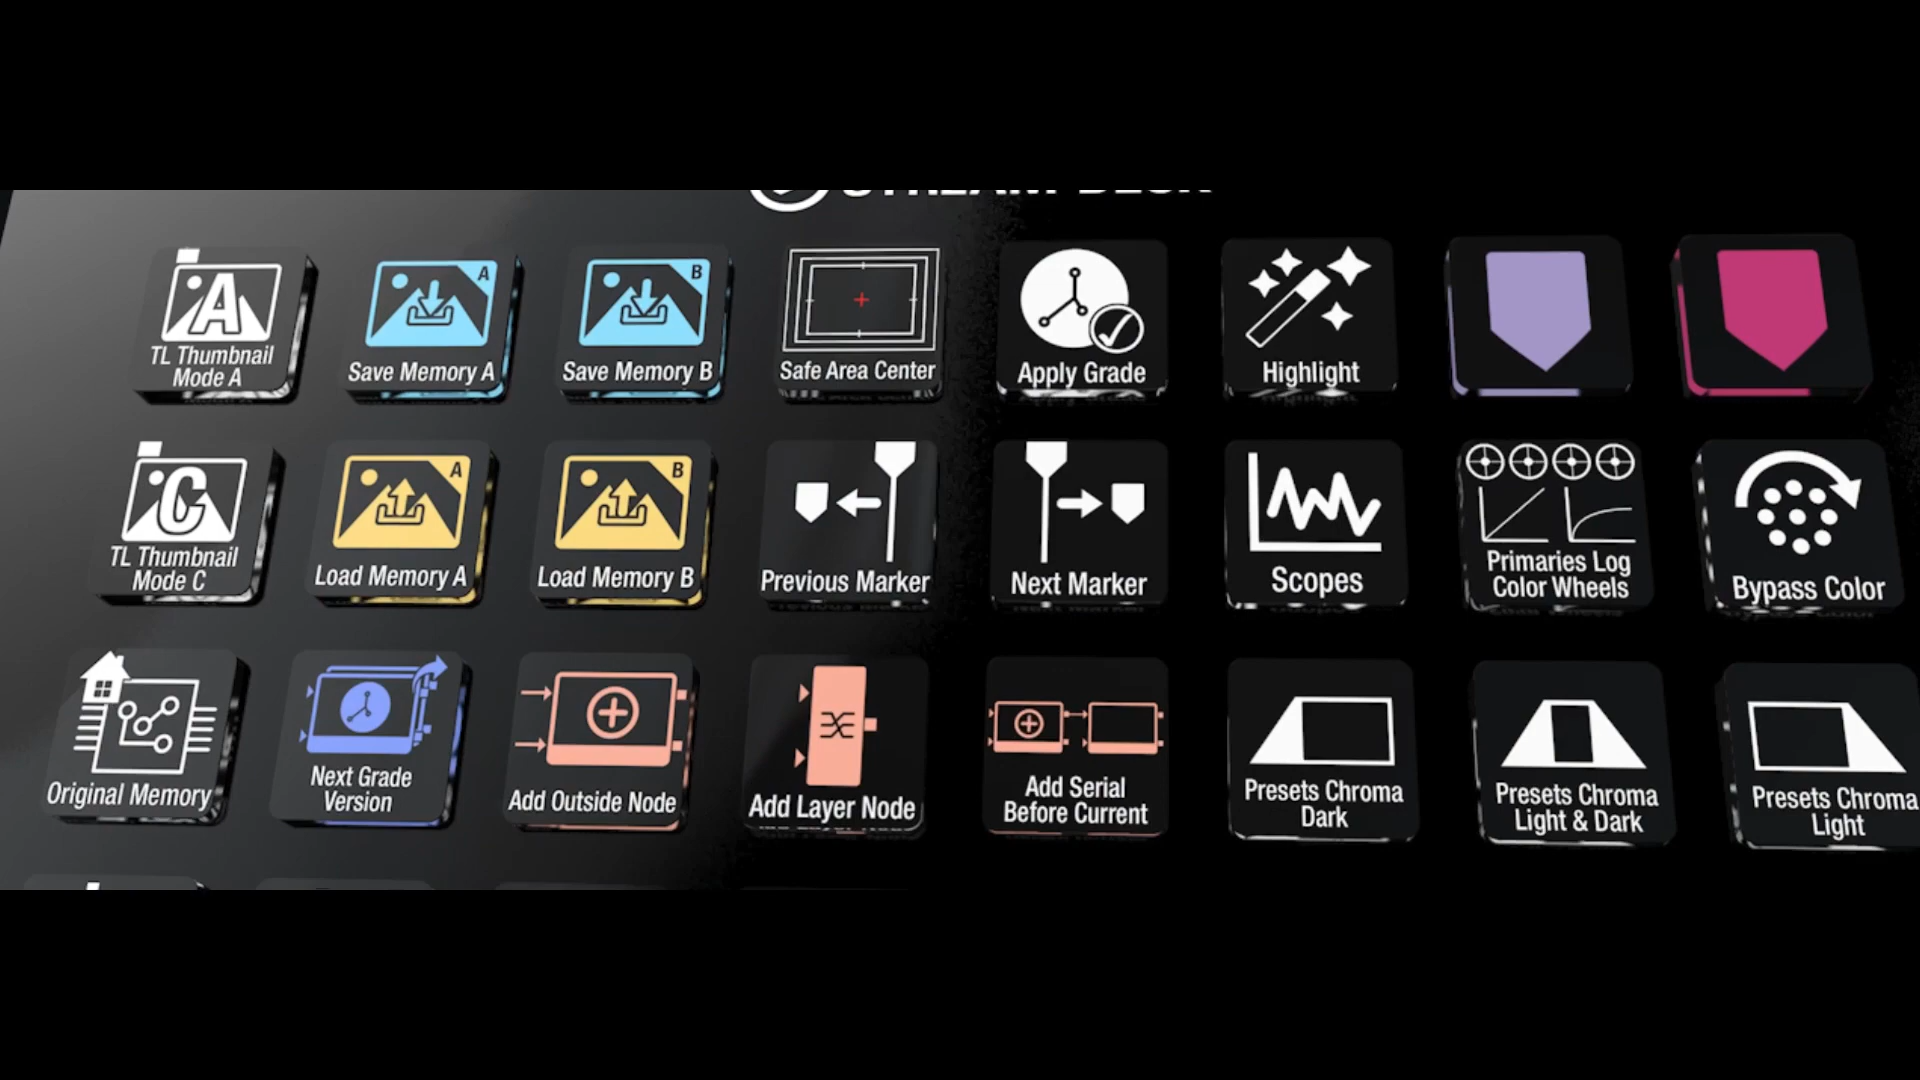 STREAM DECK
A
TL Thumbnail
Mode A
A
Save Memory A
B
Save Memory B
Safe Area Center
Apply Grade
Highlight
C
TL Thumbnail
Mode C
A
Load Memory A
B
Load Memory B
Previous Marker
Next Marker
Scopes
Primaries Log
Color Wheels
Bypass Color
Original Memory
Next Grade
Version
Add Outside Node
Add Layer Node
Add Serial
Before Current
Presets Chroma
Dark
Presets Chroma
Light & Dark
Presets Chroma
Light